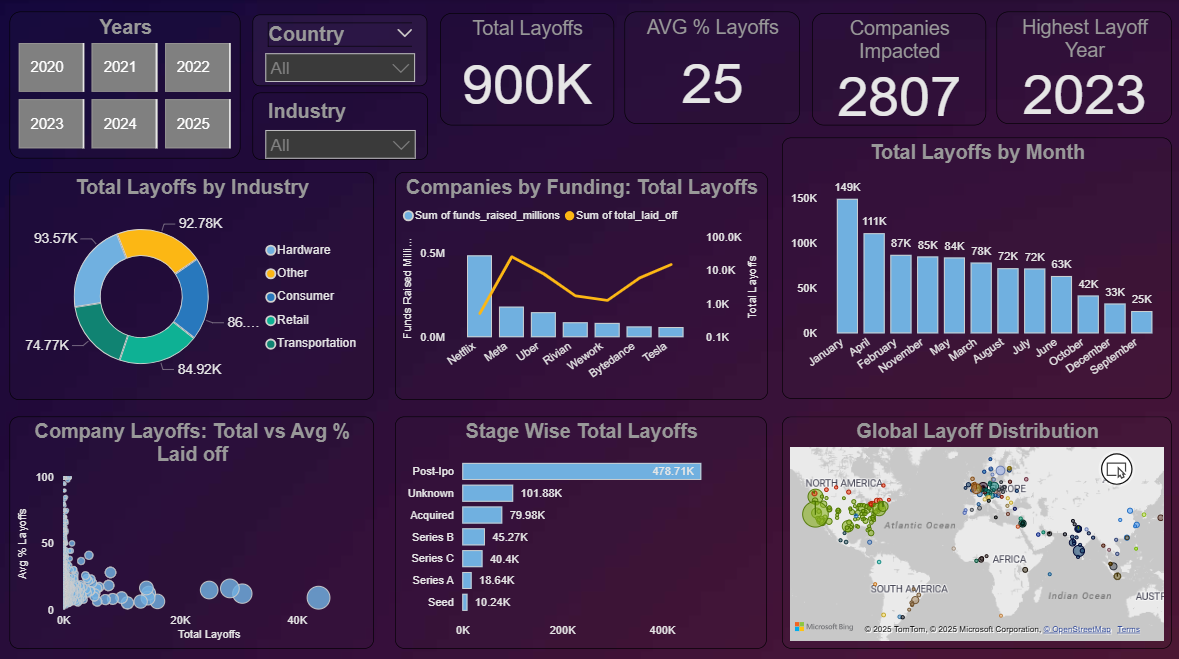 Years
2020
2021
2022
2023
2024
2025
Country
All
Industry
All
Total Layoffs
900K
AVG % Layoffs
25
Companies
Impacted
2807
Highest Layoff
Year
2023
Total Layoffs by Industry
92.78K
93.57K
86....
74.77K
84.92K
Hardware
Other
Consumer
Retail
Transportation
Companies by Funding: Total Layoffs
Sum of funds_raised_millions
Sum of total_laid_off
Funds Raised Milli...
0.5M
0.0M
100.0K
10.0K
1.0K
0.1K
Total Layoffs
Netflix
Meta
Uber
Rivian
Wework
Bytedance
Tesla
Total Layoffs by Month
150K
100K
50K
0K
149K
111K
87K
85K
84K
78K
72K
72K
63K
42K
33K
25K
January
April
February
November
May
March
August
July
June
October
December
September
Company Layoffs: Total vs Avg %
Laid off
Avg % Layoffs
100
50
0
0K
20K
40K
Total Layoffs
Stage Wise Total Layoffs
Post-Ipo
478.71K
Unknown
101.88K
Acquired
79.98K
Series B
45.27K
Series C
40.4K
Series A
18.64K
Seed
10.24K
0K
200K
400K
Global Layoff Distribution
NORTH AMERICA
Atlantic Ocean
AFRICA
SOUTH AMERICA
Indian Ocean
AUSTR
Microsoft Bing
© 2025 TomTom, © 2025 Microsoft Corporation, © OpenStreetMap Terms